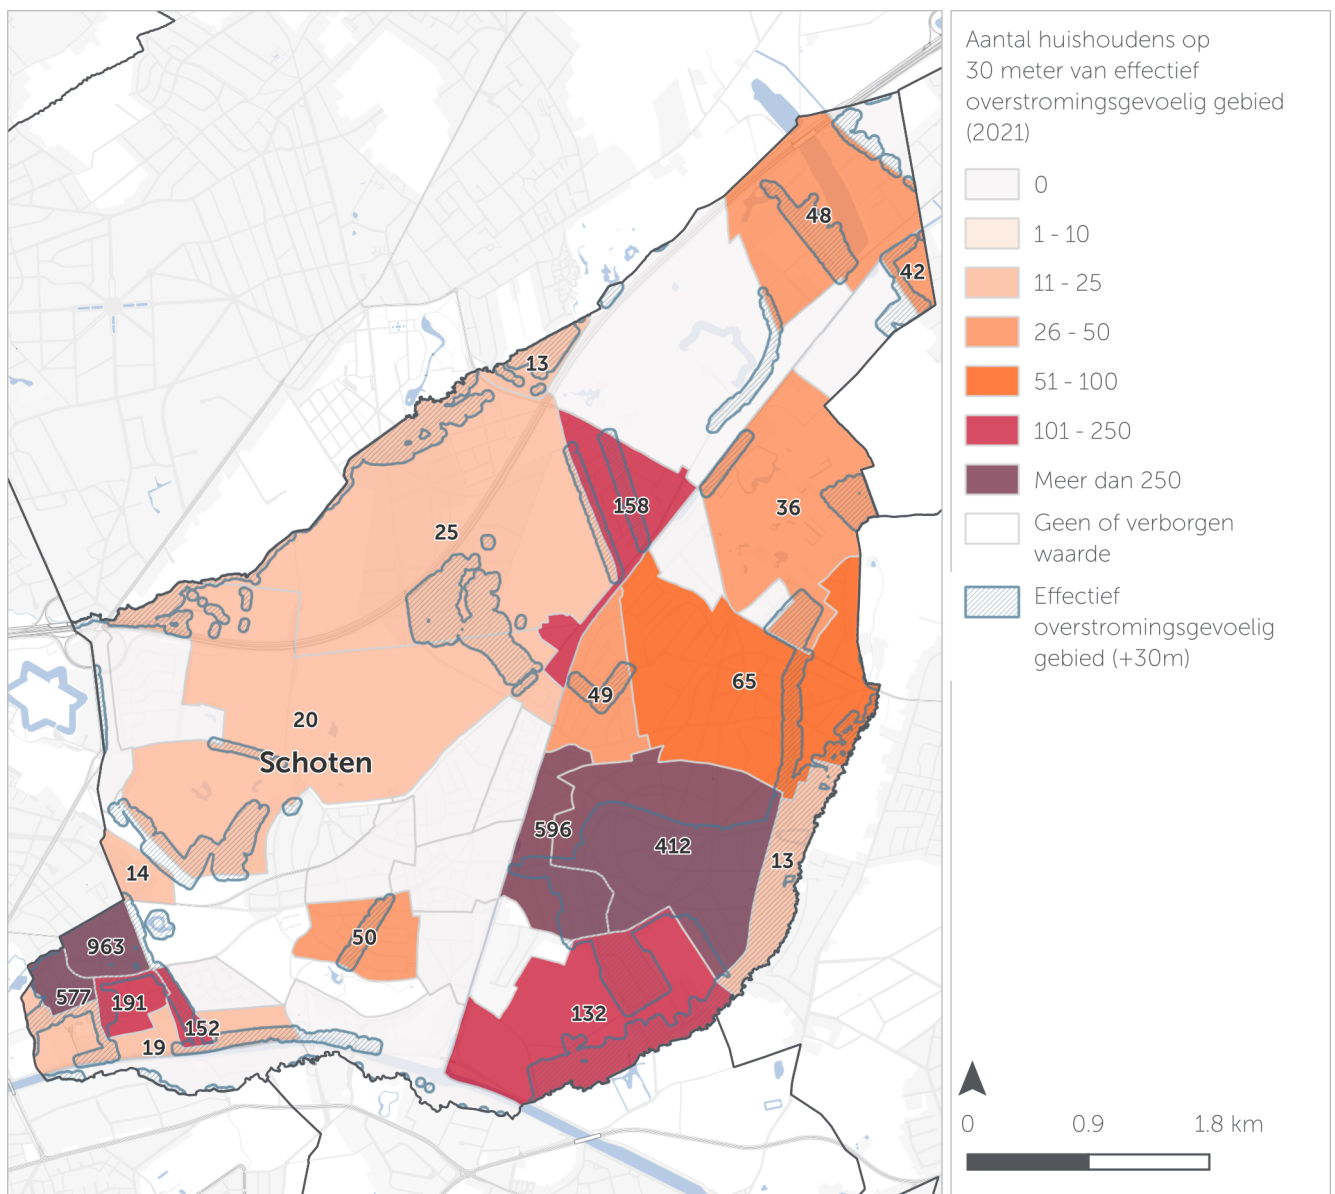 Aantal huishoudens op
30 meter van effectief
overstromingsgevoelig gebied
(2021)
0
1 - 10
11 - 25
26 - 50
51 - 100
101 - 250
Meer dan 250
Geen of verborgen
waarde
Effectief
overstromingsgevoelig
gebied (+30m)
0 0.9 1.8 km
48
42
13
158
25
36
49
65
20
Schoten
596
412
13
14
50
963
577
191
152
132
19